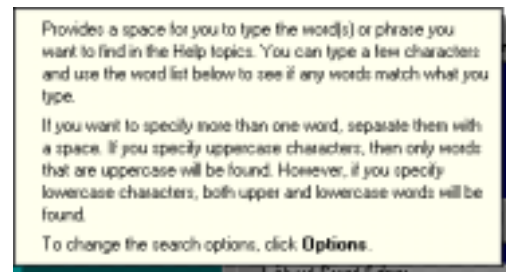 Provides a space for you to type the word(s) or phrase you
want to find in the Help topics. You can type a few characters
and use the word list below to see if any words match what you
type.
If you want to specify more than one word, separate them with
a space. If you specify uppercase characters, then only words
that are uppercase will be found. However, if you specify
lowercase characters, both upper and lowercase words will be
found.
To change the search options, click Options.